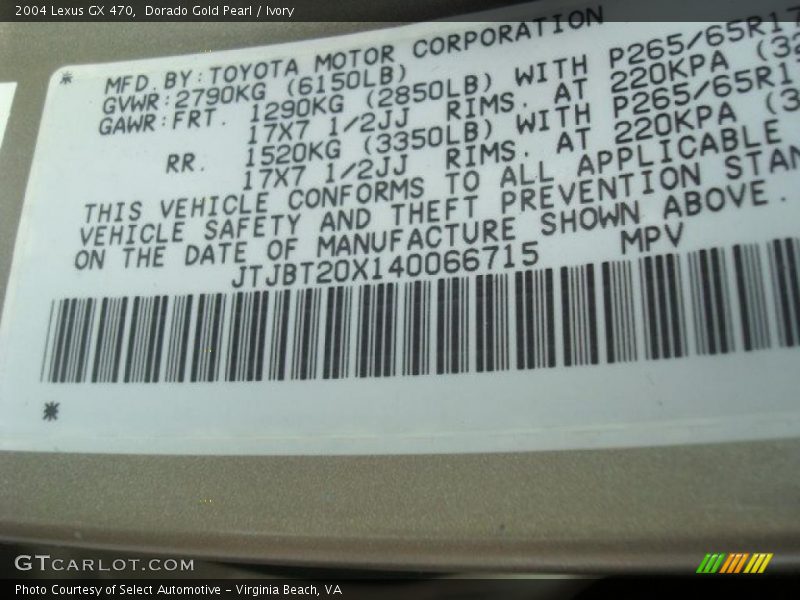 2004 Lexus GX 470, Dorado Gold Pearl / Ivory
MFD.BY:TOYOTA MOTOR CORPORATION
GVWR:2790KG (6150LB)
GAWR:FRT. 1290KG (2850LB) WITH P265/65R17
17X7 1/2JJ RIMS. AT 220KPA (32
RR. 1520KG (3350LB) WITH P265/65R1
17X7 1/2JJ RIMS. AT 220KPA (3
THIS VEHICLE CONFORMS TO ALL APPLICABLE
VEHICLE SAFETY AND THEFT PREVENTION STAN
ON THE DATE OF MANUFACTURE SHOWN ABOVE.
JTJBT20X140066715 MPV
GTCARLOT.COM
Photo Courtesy of Select Automotive - Virginia Beach, VA